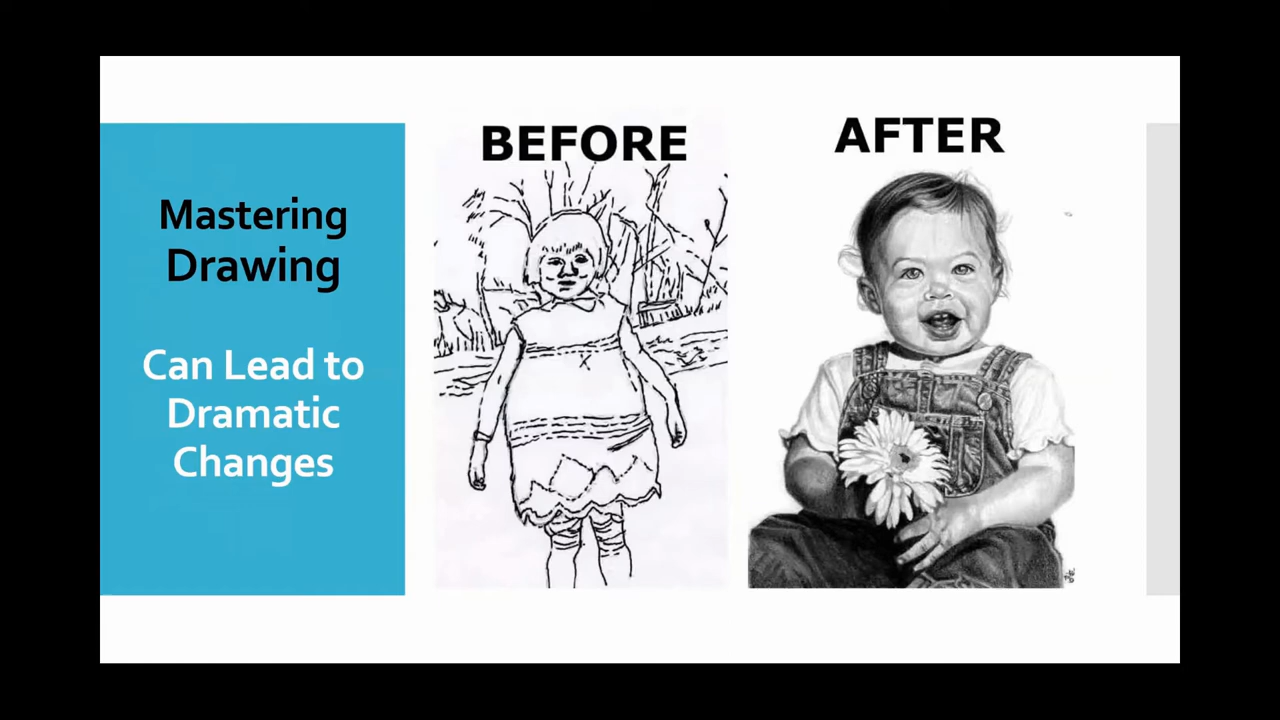 Mastering
Drawing
Can Lead to
Dramatic
Changes
BEFORE
AFTER